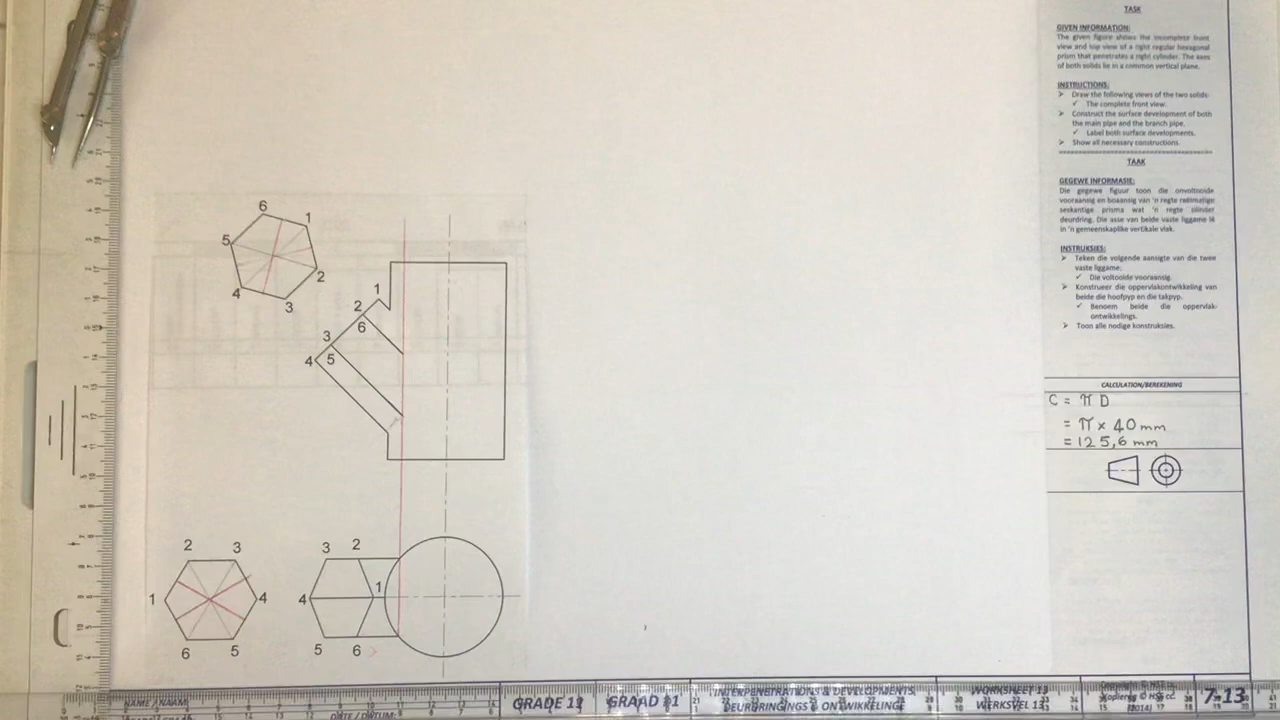 TASK
GIVEN INFORMATION:
The given figure shows the incomplete front
view and top view of a right regular hexagonal
prism that penetrates a right cylinder. The axes
of both solids lie in a common vertical plane.
INSTRUCTIONS:
Draw the following views of the two solids:
✓ The complete front view.
Construct the surface development of both
the main pipe and the branch pipe.
✓ Label both surface developments.
Show all necessary constructions.
TAAK
GEGEWE INFORMASIE:
Die gegewe figuur toon die onvoltooide
vooraansig en boaansig van 'n regte reëlmatige
seskantige prisma wat 'n regte silinder
deurdring. Die asse van beide vaste liggame lê
in 'n gemeenskaplike vertikale vlak.
INSTRUKSIES:
Teken die volgende aansigte van die twee
vaste liggame:
✓ Die voltooide vooraansig.
Konstrueer die oppervlakontwikkeling van
beide die hoofpyp en die takpyp.
✓ Benoem beide die oppervlak-
ontwikkelings.
Toon alle nodige konstruksies.
CALCULATION/BEREKENING
C = π D
= π × 40 mm
= 125,6 mm
6
1
5
2
4
3
1
2
6
3
4 5
2 3
1 4
6 5
3 2
4 1
5 6
NAME / NAAM:
DATE / DATUM:
GRADE 11
GRAAD 11
INTERPENETRATIONS & DEVELOPMENTS
DEURDRINGINGS & ONTWIKKELINGE
WORKSHEET 13
WERKSVEL 13
[2014]
7-13